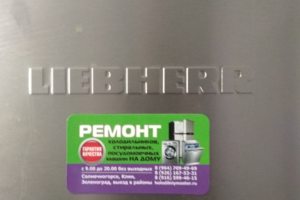 LIEBHERR
РЕМОНТ
ХОЛОДИЛЬНИКОВ,
СТИРАЛЬНЫХ,
ПОСУДОМОЕЧНЫХ
МАШИН НА ДОМУ
ГАРАНТИЯ
КАЧЕСТВА
с 9.00 до 20.00 без выходных
Солнечногорск, Клин,
Зеленоград, выезд в районы